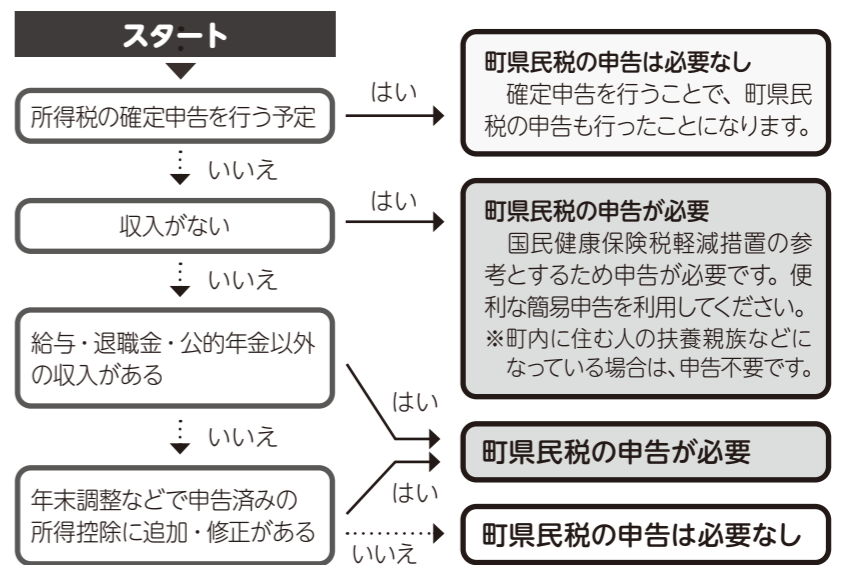 スタート
所得税の確定申告を行う予定
はい
町県民税の申告は必要なし
確定申告を行うことで、町県民
税の申告も行ったことになります。
いいえ
収入がない
はい
町県民税の申告が必要
国民健康保険税軽減措置の参
考とするため申告が必要です。便
利な簡易申告を利用してください。
※町内に住む人の扶養親族などに
なっている場合は、申告不要です。
いいえ
給与・退職金・公的年金以外
の収入がある
はい
町県民税の申告が必要
いいえ
年末調整などで申告済みの
所得控除に追加・修正がある
はい
いいえ
町県民税の申告は必要なし